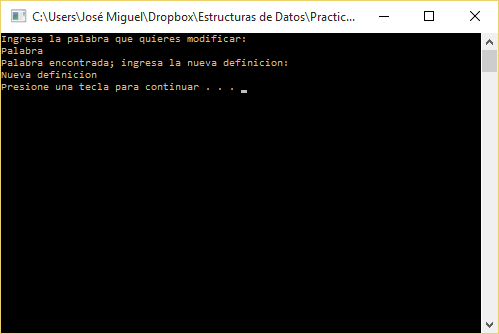 C:\Users\José Miguel\Dropbox\Estructuras de Datos\Practic...
Ingresa la palabra que quieres modificar:
Palabra
Palabra encontrada; ingresa la nueva definicion:
Nueva definicion
Presione una tecla para continuar . . .